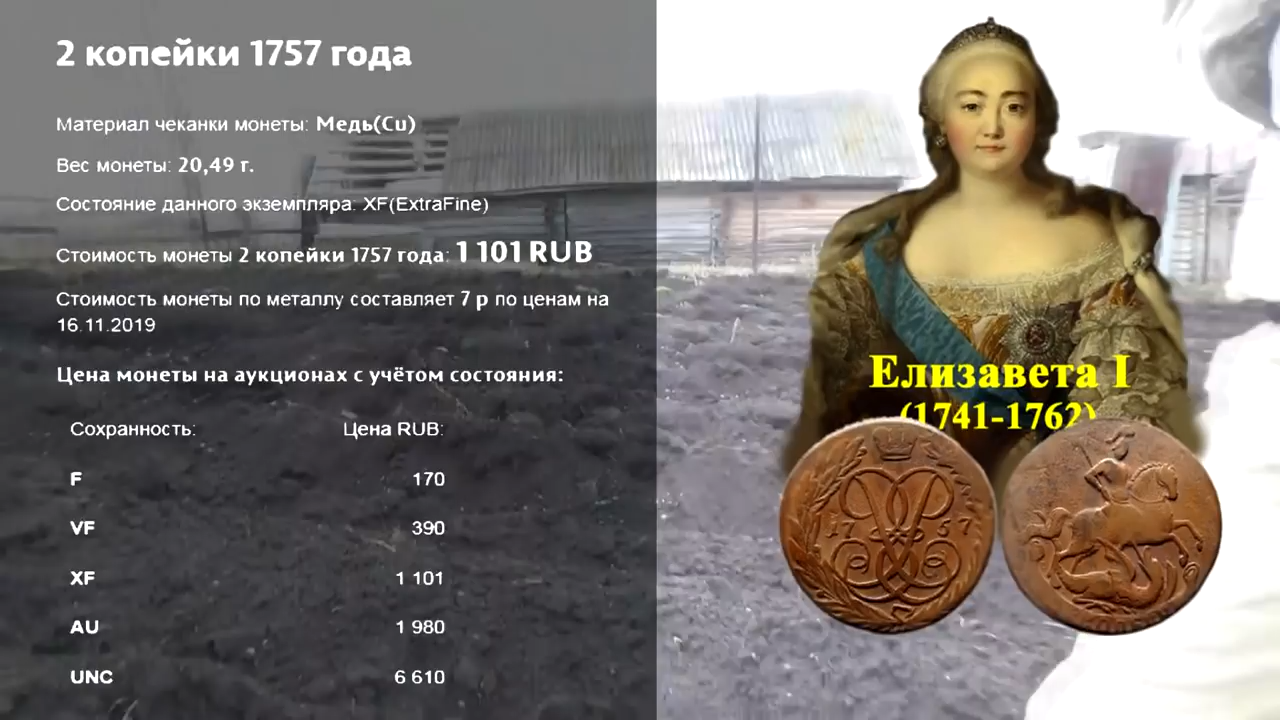 2 копейки 1757 года
Материал чеканки монеты: Медь(Cu)
Вес монеты: 20,49 г.
Состояние данного экземпляра: XF(ExtraFine)
Стоимость монеты 2 копейки 1757 года: 1 101 RUB
Стоимость монеты по металлу составляет 7 р по ценам на
16.11.2019
Цена монеты на аукционах с учётом состояния:
Сохранность: Цена RUB:
F 170
VF 390
XF 1 101
AU 1 980
UNC 6 610
Елизавета I
(1741-1762)
17 57